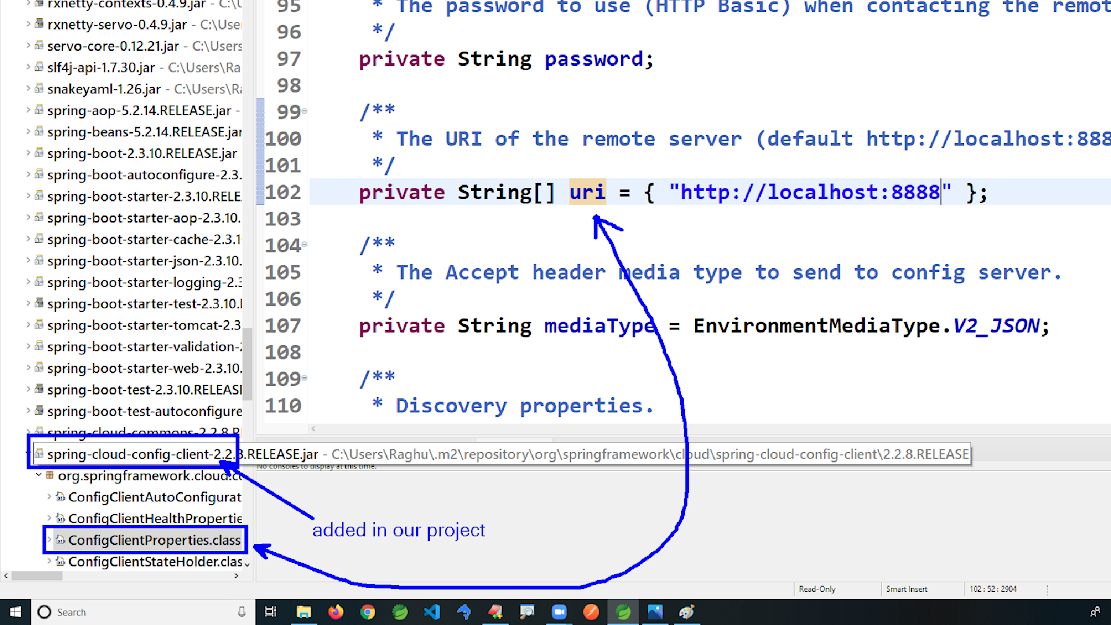 rxnetty-contexts-0.4.9.jar - C:\U
rxnetty-servo-0.4.9.jar - C:\Users
servo-core-0.12.21.jar - C:\Users
slf4j-api-1.7.30.jar - C:\Users\Ra
snakeyaml-1.26.jar - C:\Users\Ra
spring-aop-5.2.14.RELEASE.jar -
spring-beans-5.2.14.RELEASE.jar
spring-boot-2.3.10.RELEASE.jar
spring-boot-autoconfigure-2.3.
spring-boot-starter-2.3.10.RELEA
spring-boot-starter-aop-2.3.10.
spring-boot-starter-cache-2.3.1
spring-boot-starter-json-2.3.10.
spring-boot-starter-logging-2.3
spring-boot-starter-test-2.3.10.
spring-boot-starter-tomcat-2.3.
spring-boot-starter-validation-2
spring-boot-starter-web-2.3.10.
spring-boot-test-2.3.10.RELEASE
spring-boot-test-autoconfigure
spring-cloud-commons-2.2.8.R
spring-cloud-config-client-2.2.8.RELEASE.jar - C:\Users\Raghu\.m2\repository\org\springframework\cloud\spring-cloud-config-client\2.2.8.RELEASE
No consoles to display at this time.
org.springframework.cloud.c
ConfigClientAutoConfigurat
ConfigClientHealthPropertie
ConfigClientProperties.class
ConfigClientStateHolder.clas
95 * The password to use (HTTP Basic) when contacting the remot
96 */
97 private String password;
98
99 /**
100 * The URI of the remote server (default http://localhost:888
101 */
102 private String[] uri = { "http://localhost:8888" };
103
104 /**
105 * The Accept header media type to send to config server.
106 */
107 private String mediaType = EnvironmentMediaType.V2_JSON;
108
109 /**
110 * Discovery properties.
added in our project
Read-Only Smart Insert 102 : 52 : 2904
Search